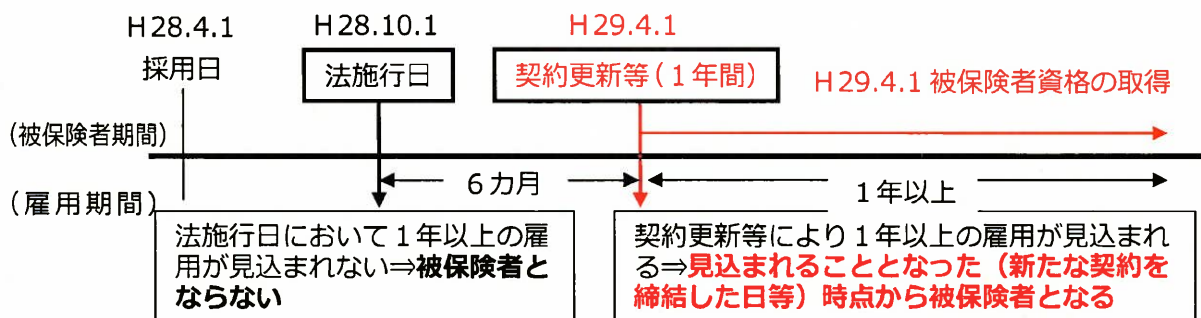 H28.4.1
採用日
H28.10.1
法施行日
H29.4.1
契約更新等（1年間）
H29.4.1 被保険者資格の取得
（被保険者期間）
（雇用期間）
6カ月
1年以上
法施行日において1年以上の雇
用が見込まれない⇒被保険者と
ならない
契約更新等により1年以上の雇用が見込まれ
る⇒見込まれることとなった（新たな契約を
締結した日等）時点から被保険者となる